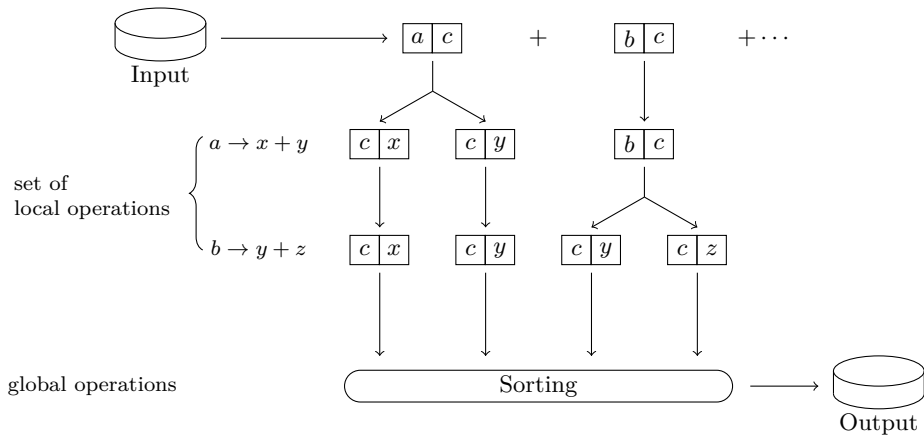 a c + b c + ···
Input
a → x + y c x c y b c
set of
local operations
b → y + z c x c y c y c z
global operations Sorting
Output